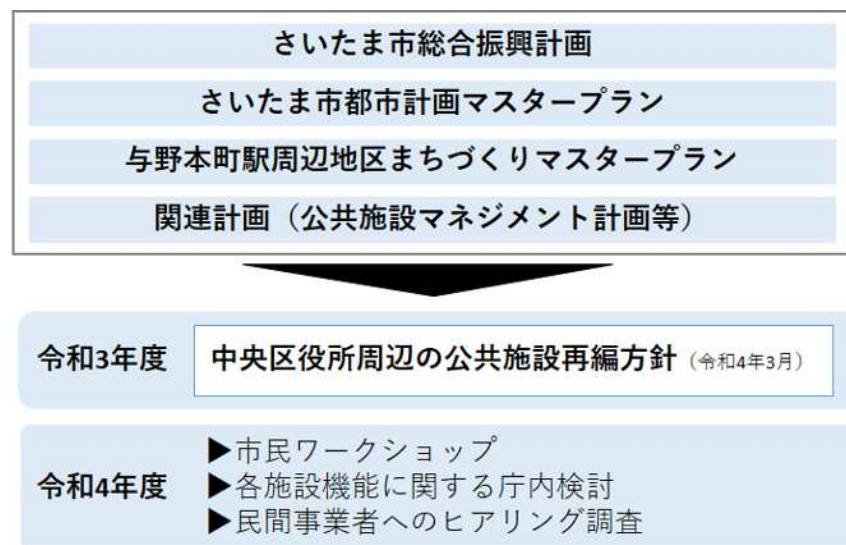 さいたま市総合振興計画
さいたま市都市計画マスタープラン
与野本町駅周辺地区まちづくりマスタープラン
関連計画（公共施設マネジメント計画等）
令和3年度 中央区役所周辺の公共施設再編方針（令和4年3月）
▶市民ワークショップ
令和4年度 ▶各施設機能に関する庁内検討
▶民間事業者へのヒアリング調査